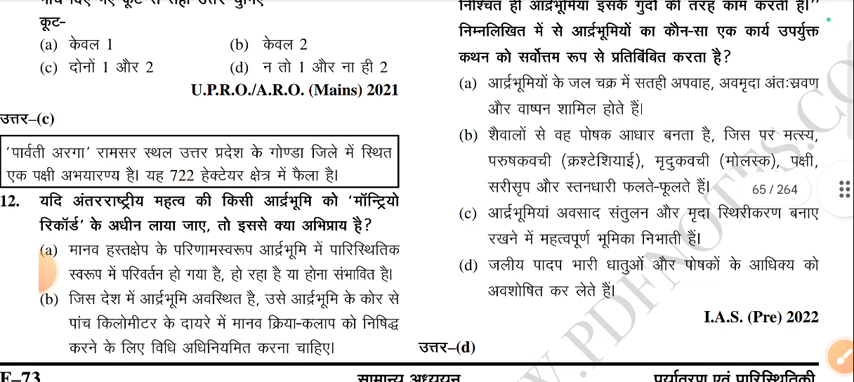 कूट-
(a) केवल 1 (b) केवल 2
(c) दोनों 1 और 2 (d) न तो 1 और ना ही 2
U.P.R.O./A.R.O. (Mains) 2021
उत्तर–(c)
'पार्वती अरगा' रामसर स्थल उत्तर प्रदेश के गोण्डा जिले में स्थित
एक पक्षी अभयारण्य है। यह 722 हेक्टेयर क्षेत्र में फैला है।
12. यदि अंतरराष्ट्रीय महत्व की किसी आर्द्रभूमि को 'मॉन्ट्रियो
रिकॉर्ड' के अधीन लाया जाए, तो इससे क्या अभिप्राय है?
(a) मानव हस्तक्षेप के परिणामस्वरूप आर्द्रभूमि में पारिस्थितिक
स्वरूप में परिवर्तन हो गया है, हो रहा है या होना संभावित है।
(b) जिस देश में आर्द्रभूमि अवस्थित है, उसे आर्द्रभूमि के कोर से
पांच किलोमीटर के दायरे में मानव क्रिया-कलाप को निषिद्ध
करने के लिए विधि अधिनियमित करना चाहिए।
निश्चित ही आर्द्रभूमियां इसके गुर्दों की तरह काम करती हैं।''
निम्नलिखित में से आर्द्रभूमियों का कौन-सा एक कार्य उपर्युक्त
कथन को सर्वोत्तम रूप से प्रतिबिंबित करता है?
(a) आर्द्रभूमियों के जल चक्र में सतही अपवाह, अवमृदा अंतःस्रवण
और वाष्पन शामिल होते हैं।
(b) शैवालों से वह पोषक आधार बनता है, जिस पर मत्स्य,
परुषकवची (क्रश्टेशियाई), मृदुकवची (मोलस्क), पक्षी,
सरीसृप और स्तनधारी फलते-फूलते हैं।
65 / 264
(c) आर्द्रभूमियां अवसाद संतुलन और मृदा स्थिरीकरण बनाए
रखने में महत्वपूर्ण भूमिका निभाती हैं।
(d) जलीय पादप भारी धातुओं और पोषकों के आधिक्य को
अवशोषित कर लेते हैं।
I.A.S. (Pre) 2022
उत्तर–(d)
E–73 सामान्य अध्ययन पर्यावरण एवं पारिस्थितिकी